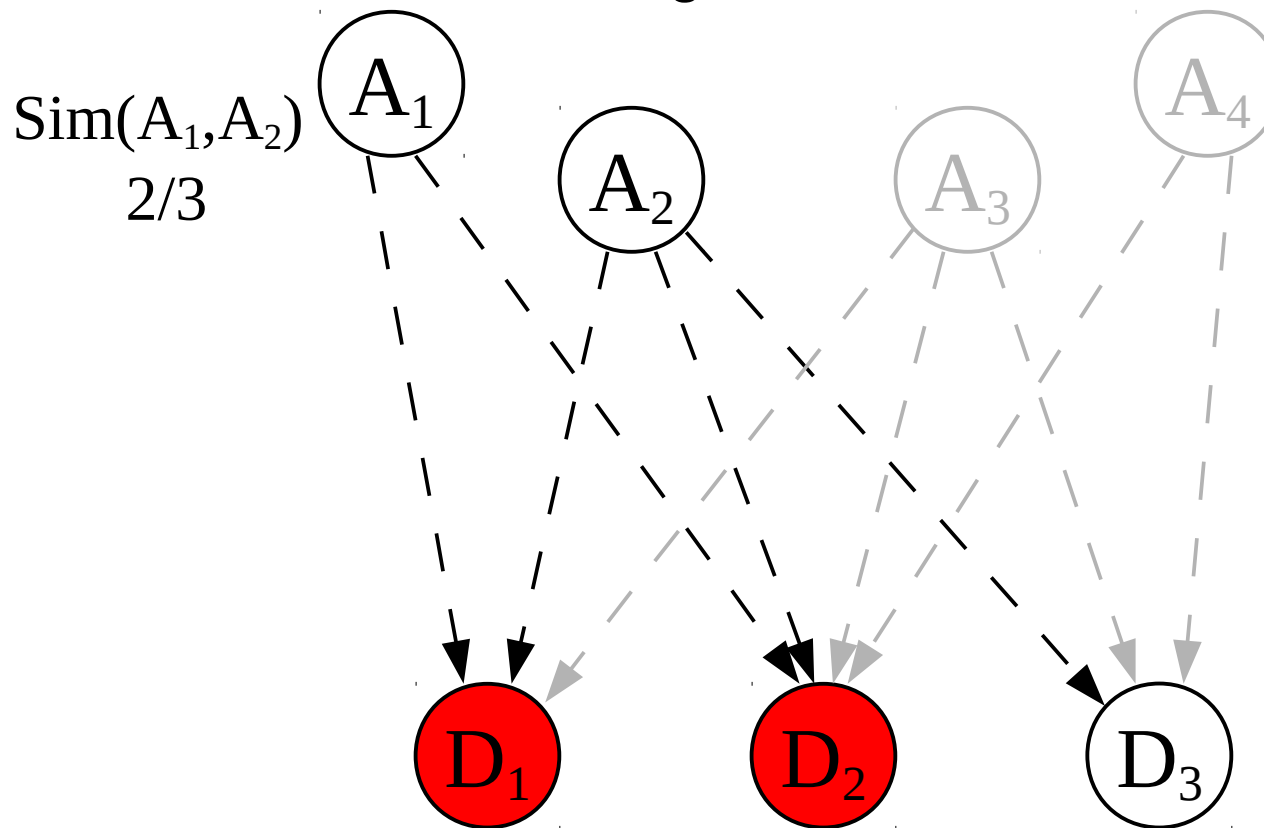 A₁
Sim(A₁,A₂)
2/3
A₂
A₃
A₄
D₁
D₂
D₃